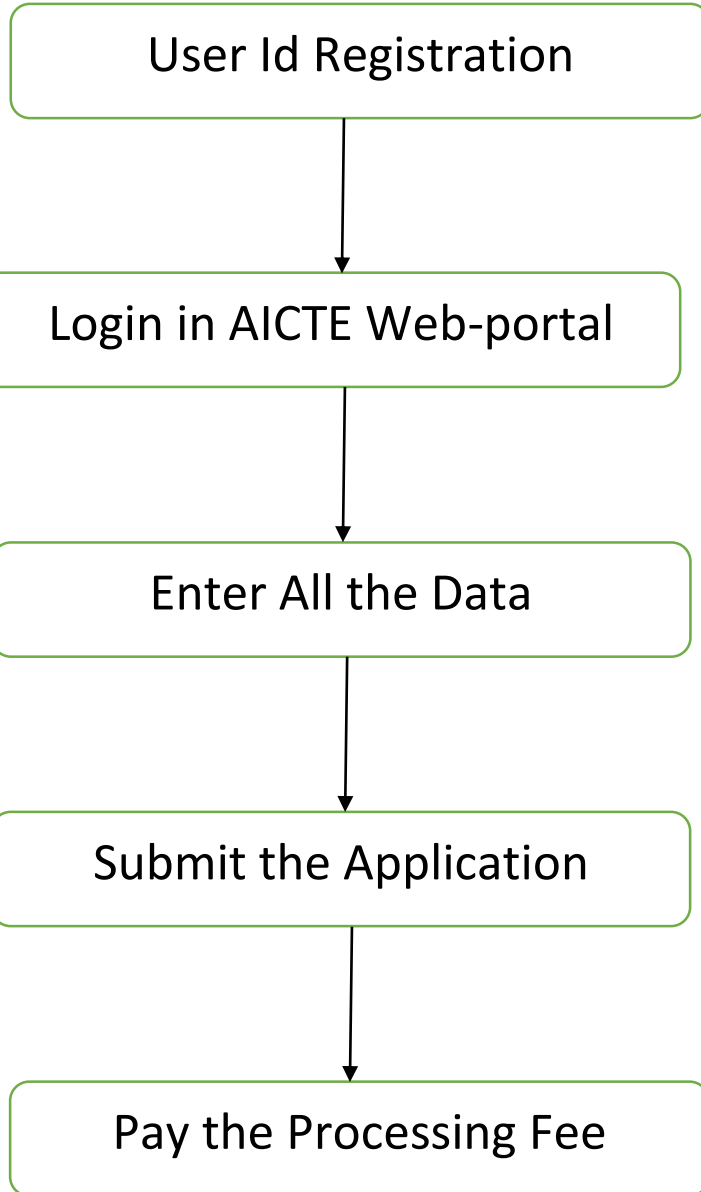 User Id Registration
Login in AICTE Web-portal
Enter All the Data
Submit the Application
Pay the Processing Fee